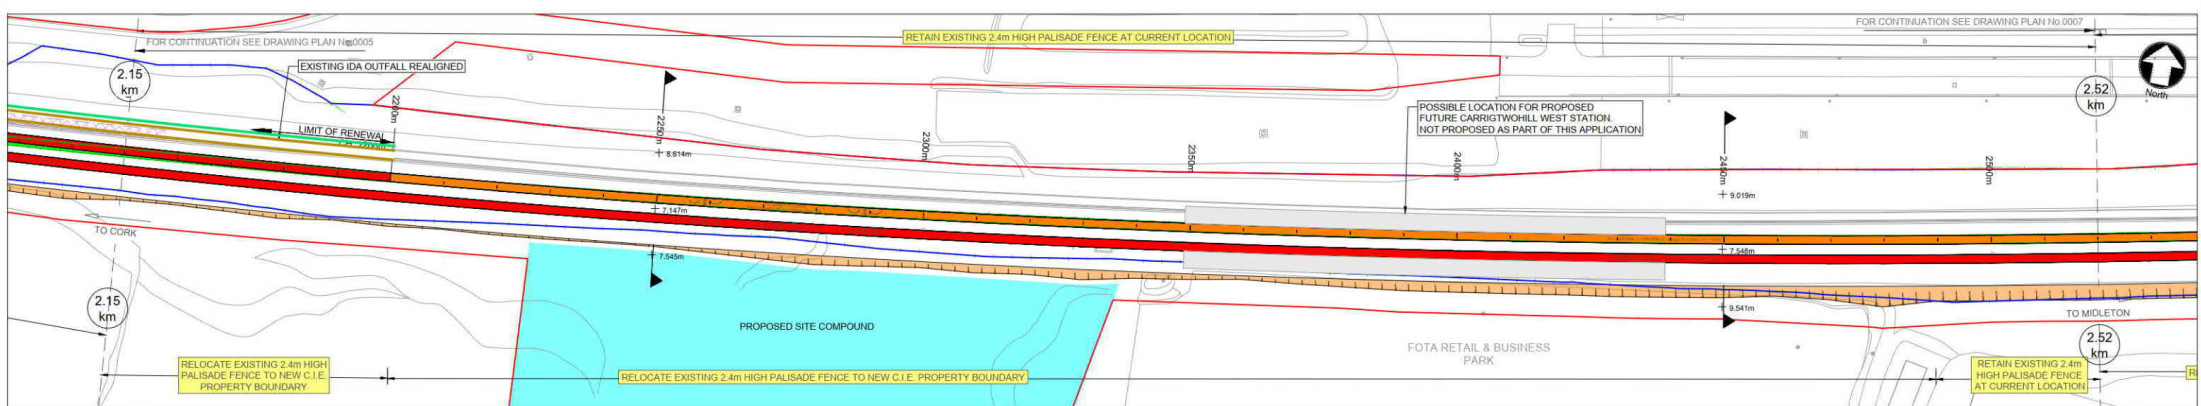 FOR CONTINUATION SEE DRAWING PLAN No 0005
RETAIN EXISTING 2.4m HIGH PALISADE FENCE AT CURRENT LOCATION
FOR CONTINUATION SEE DRAWING PLAN No 0007
2.15
km
EXISTING IDA OUTFALL REALIGNED
2.52
km
North
LIMIT OF RENEWAL
2200m
2250m
8.614m
2300m
2350m
POSSIBLE LOCATION FOR PROPOSED
FUTURE CARRIGTWOHILL WEST STATION.
NOT PROPOSED AS PART OF THIS APPLICATION
2400m
2450m
9.019m
2500m
TO CORK
7.147m
7.545m
7.548m
9.541m
2.15
km
PROPOSED SITE COMPOUND
FOTA RETAIL & BUSINESS
PARK
TO MIDLETON
2.52
km
RELOCATE EXISTING 2.4m HIGH
PALISADE FENCE TO NEW C.I.E.
PROPERTY BOUNDARY
RELOCATE EXISTING 2.4m HIGH PALISADE FENCE TO NEW C.I.E. PROPERTY BOUNDARY
RETAIN EXISTING 2.4m
HIGH PALISADE FENCE
AT CURRENT LOCATION